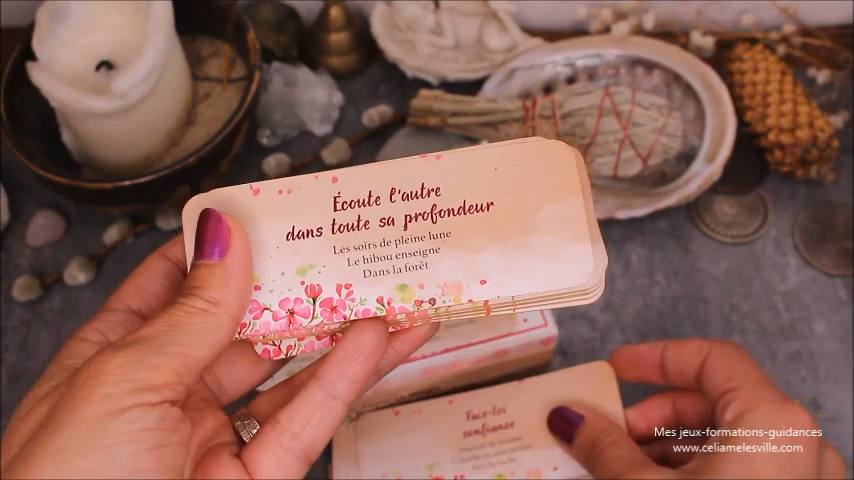 Écoute l'autre
dans toute sa profondeur
Les soirs de pleine lune
Le hibou enseigne
Dans la forêt
Fais-toi
confiance
Mes jeux-formations-guidances
www.celiamelesville.com